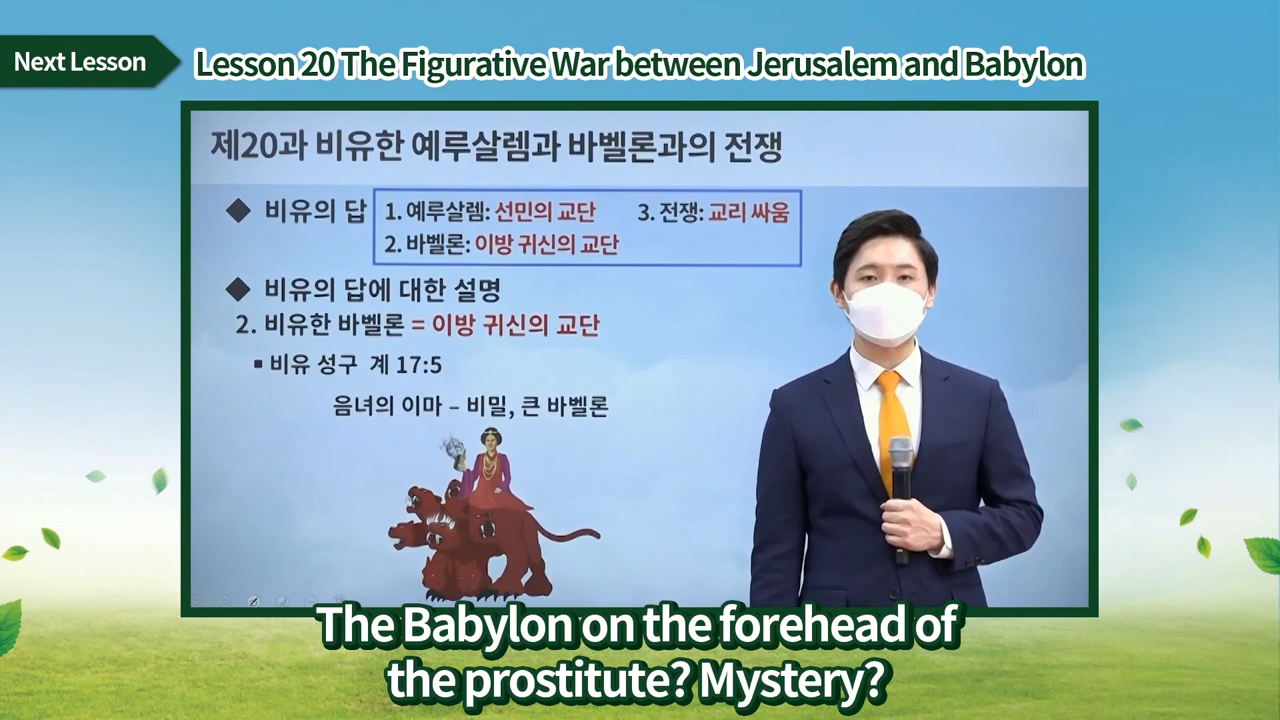 Next Lesson
Lesson 20 The Figurative War between Jerusalem and Babylon
제20과 비유한 예루살렘과 바벨론과의 전쟁
◆ 비유의 답
1. 예루살렘: 선민의 교단 3. 전쟁: 교리 싸움
2. 바벨론: 이방 귀신의 교단
◆ 비유의 답에 대한 설명
2. 비유한 바벨론 = 이방 귀신의 교단
▪ 비유 성구 계 17:5
음녀의 이마 – 비밀, 큰 바벨론
The Babylon on the forehead of
the prostitute? Mystery?